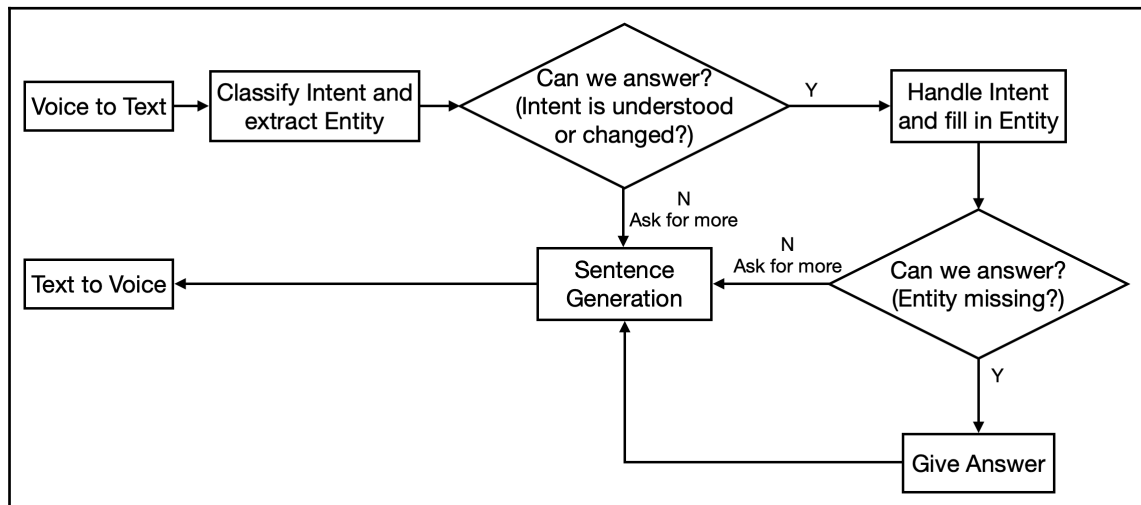 Voice to Text
Classify Intent and
extract Entity
Can we answer?
(Intent is understood
or changed?)
Y
Handle Intent
and fill in Entity
N
Ask for more
Text to Voice
Sentence
Generation
N
Ask for more
Can we answer?
(Entity missing?)
Y
Give Answer